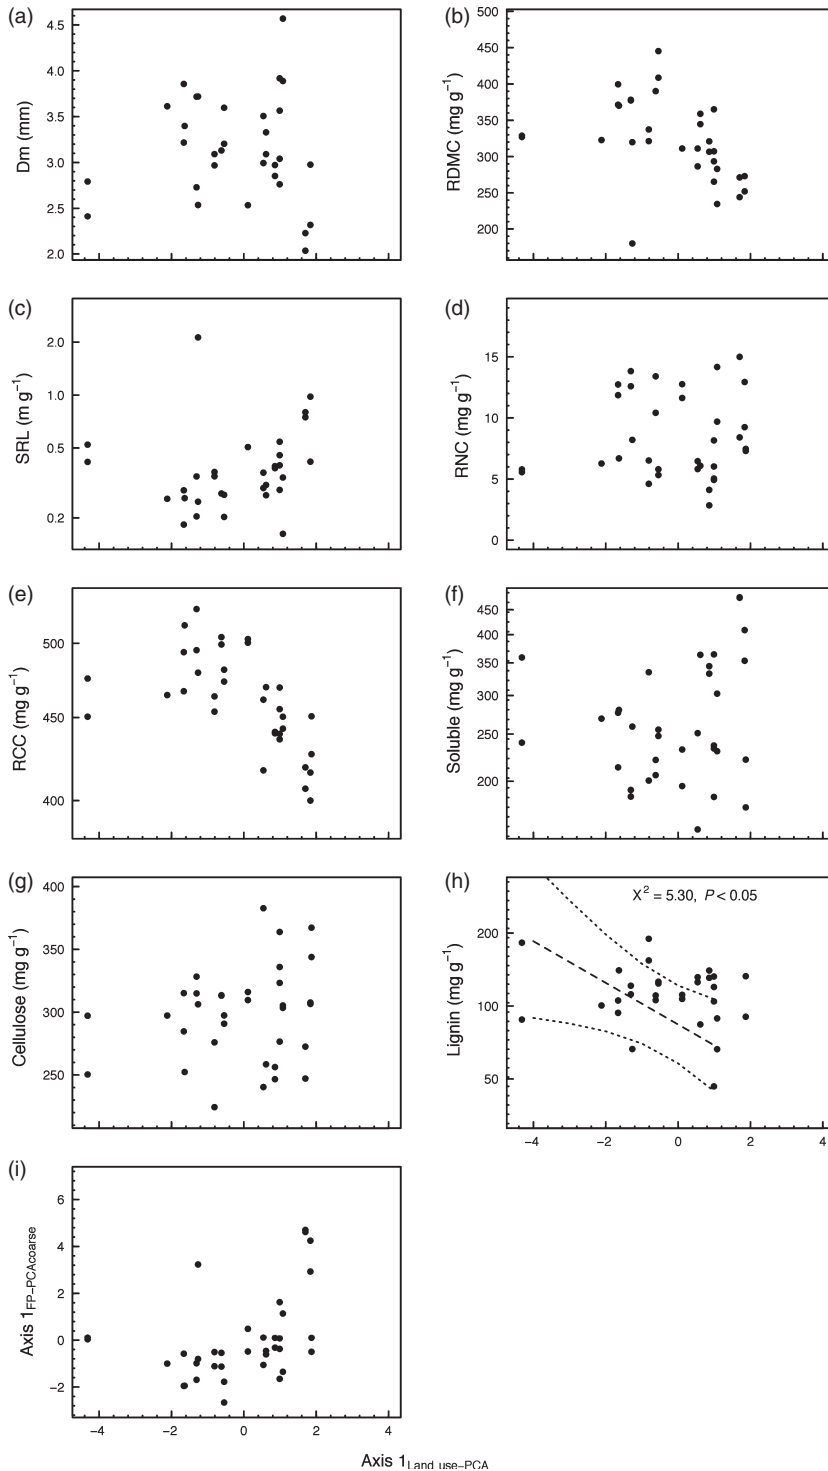 (a)
Dm (mm)
4.5
4.0
3.5
3.0
2.5
2.0
(b)
RDMC (mg g⁻¹)
500
450
400
350
300
250
200
(c)
SRL (m g⁻¹)
2.0
1.0
0.5
0.2
(d)
RNC (mg g⁻¹)
15
10
5
0
(e)
RCC (mg g⁻¹)
500
450
400
(f)
Soluble (mg g⁻¹)
450
400
350
300
250
200
(g)
Cellulose (mg g⁻¹)
400
350
300
250
(h)
Lignin (mg g⁻¹)
X² = 5.30, P < 0.05
200
100
50
−4 −2 0 2 4
(i)
Axis 1FP−PCAcoarse
6
4
2
0
−2
−4 −2 0 2 4
Axis 1Land use−PCA